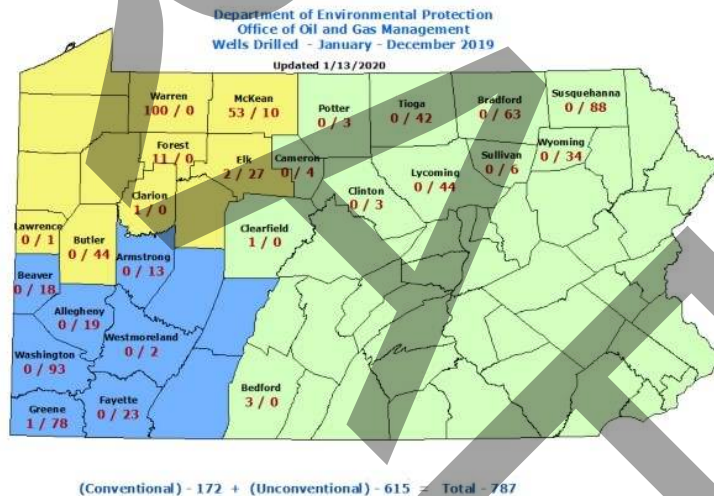 Department of Environmental Protection
Office of Oil and Gas Management
Wells Drilled - January - December 2019
Updated 1/13/2020
Warren
100 / 0
McKean
53 / 10
Potter
0 / 3
Tioga
0 / 42
Bradford
0 / 63
Susquehanna
0 / 88
Forest
11 / 0
Elk
2 / 27
Cameron
0 / 4
Sullivan
0 / 6
Wyoming
0 / 34
Clarion
1 / 0
Clinton
0 / 3
Lycoming
0 / 44
Lawrence
0 / 1
Butler
0 / 44
Clearfield
1 / 0
Armstrong
0 / 13
Beaver
0 / 18
Allegheny
0 / 19
Westmoreland
0 / 2
Washington
0 / 93
Bedford
3 / 0
Fayette
0 / 23
Greene
1 / 78
(Conventional) - 172 + (Unconventional) - 615 = Total - 787